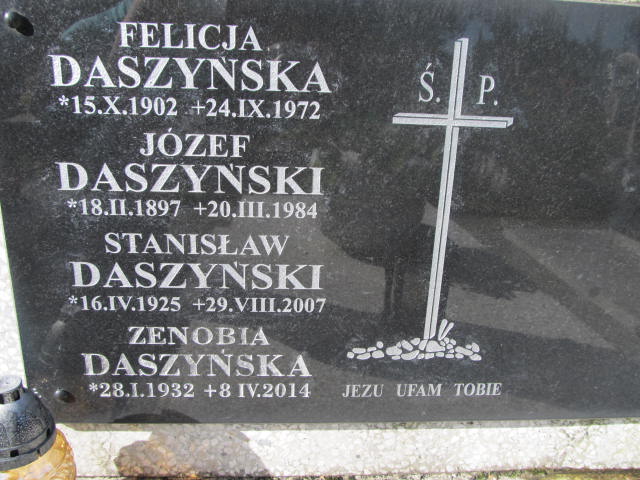 FELICJA
DASZYŃSKA
*15.X.1902 +24.IX.1972
JÓZEF
DASZYŃSKI
*18.II.1897 +20.III.1984
STANISŁAW
DASZYŃSKI
*16.IV.1925 +29.VIII.2007
ZENOBIA
DASZYŃSKA
*28.I.1932 +8 IV.2014
Ś. P.
JEZU UFAM TOBIE